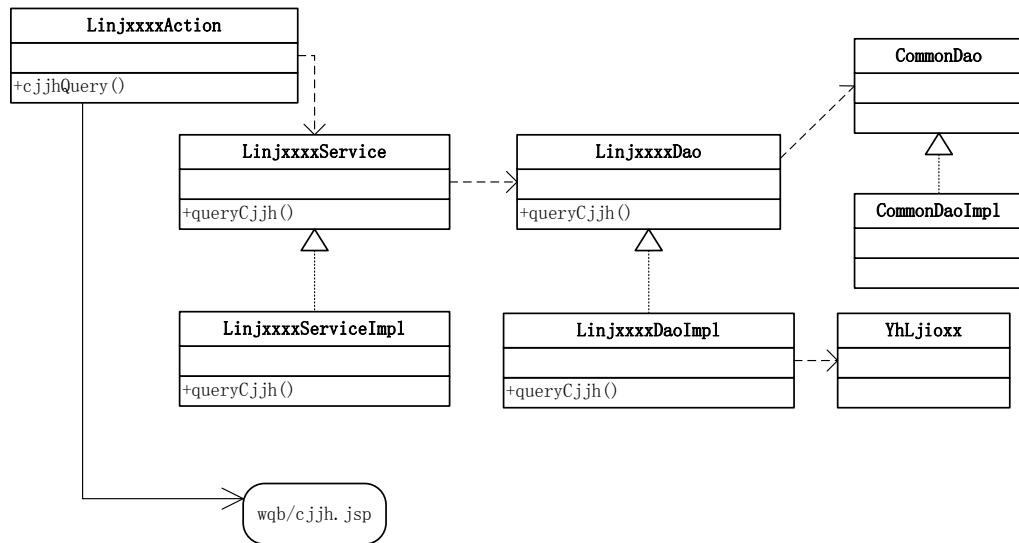 LinjxxxxAction
+cjjhQuery()
CommonDao
LinjxxxxService
+queryCjjh()
LinjxxxxDao
+queryCjjh()
CommonDaoImpl
LinjxxxxServiceImpl
+queryCjjh()
LinjxxxxDaoImpl
+queryCjjh()
YhLjioxx
wqb/cjjh.jsp